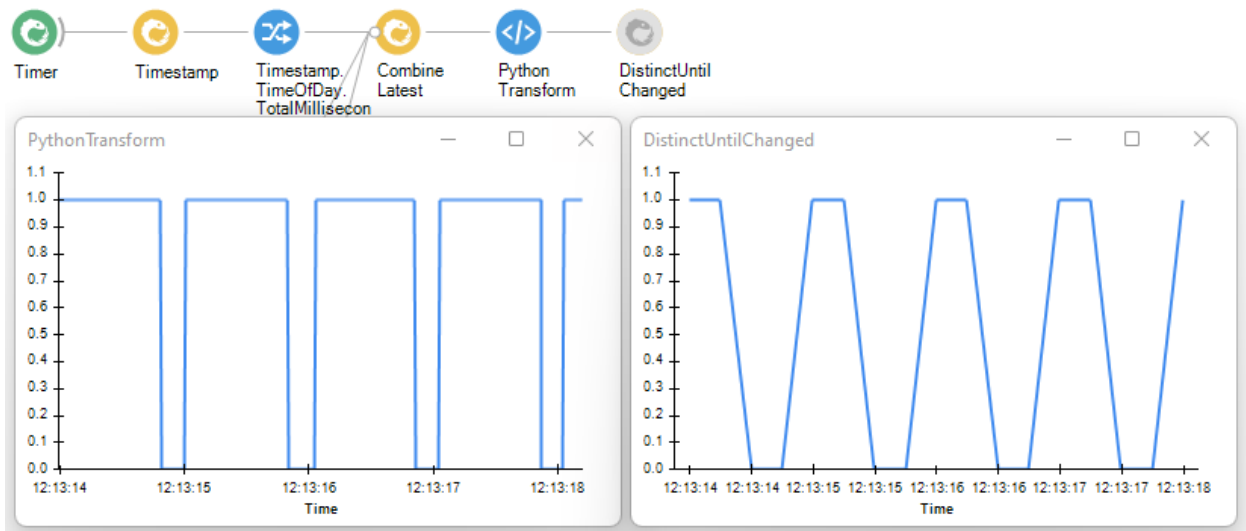 Timer
Timestamp
Timestamp.
TimeOfDay.
TotalMillisecon
Combine
Latest
Python
Transform
DistinctUntil
Changed
PythonTransform
1.1
1.0
0.9
0.8
0.7
0.6
0.5
0.4
0.3
0.2
0.1
0.0
12:13:14 12:13:15 12:13:16 12:13:17 12:13:18
Time
DistinctUntilChanged
1.1
1.0
0.9
0.8
0.7
0.6
0.5
0.4
0.3
0.2
0.1
0.0
12:13:14 12:13:14 12:13:15 12:13:15 12:13:16 12:13:16 12:13:17 12:13:17 12:13:18
Time